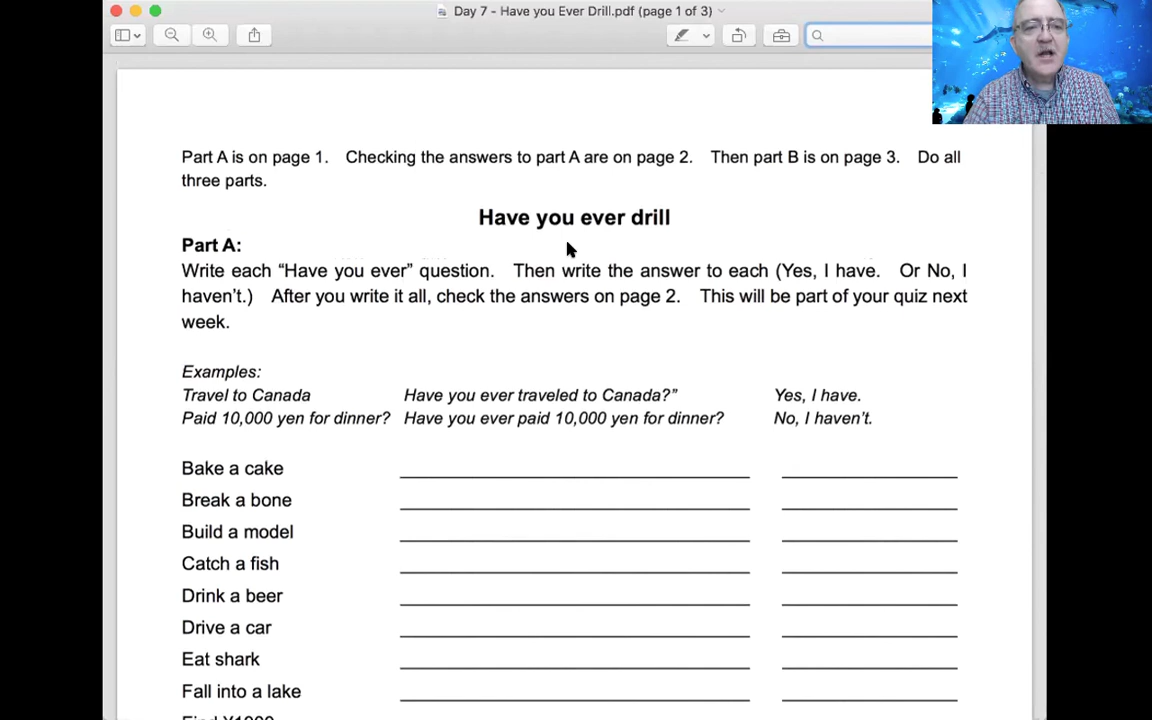 Day 7 - Have you Ever Drill.pdf (page 1 of 3)
Part A is on page 1. Checking the answers to part A are on page 2. Then part B is on page 3. Do all
three parts.
Have you ever drill
Part A:
Write each “Have you ever” question. Then write the answer to each (Yes, I have. Or No, I
haven’t.) After you write it all, check the answers on page 2. This will be part of your quiz next
week.
Examples:
Travel to Canada Have you ever traveled to Canada?” Yes, I have.
Paid 10,000 yen for dinner? Have you ever paid 10,000 yen for dinner? No, I haven’t.
Bake a cake
Break a bone
Build a model
Catch a fish
Drink a beer
Drive a car
Eat shark
Fall into a lake
Find ¥1000